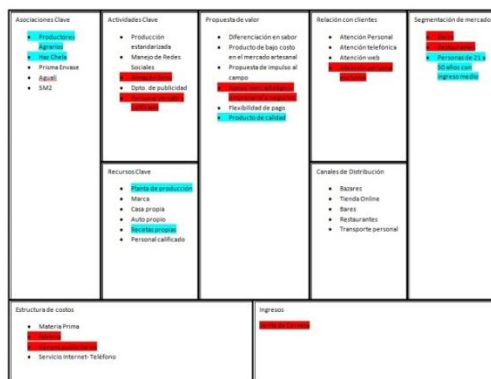 Asociaciones Clave
Productores
Agrarios
Haz Chela
Prisma Envase
Aguali
SM2
Actividades Clave
Producción
estandarizada
Manejo de Redes
Sociales
Dpto. de publicidad
Recursos Clave
Planta de producción
Marca
Casa propia
Auto propio
Recetas propias
Personal calificado
Propuesta de valor
Diferenciación en sabor
Producto de bajo costo
en el mercado artesanal
Propuesta de impulso al
campo
Flexibilidad de pago
Producto de calidad
Relación con clientes
Atención Personal
Atención telefónica
Atención web
Canales de Distribución
Bazares
Tienda Online
Bares
Restaurantes
Transporte personal
Segmentación de mercado
Bares
Restaurantes
Personas de 21 a
50 años con
ingreso medio
Estructura de costos
Materia Prima
Servicio Internet-Teléfono
Ingresos
Venta de Cerveza